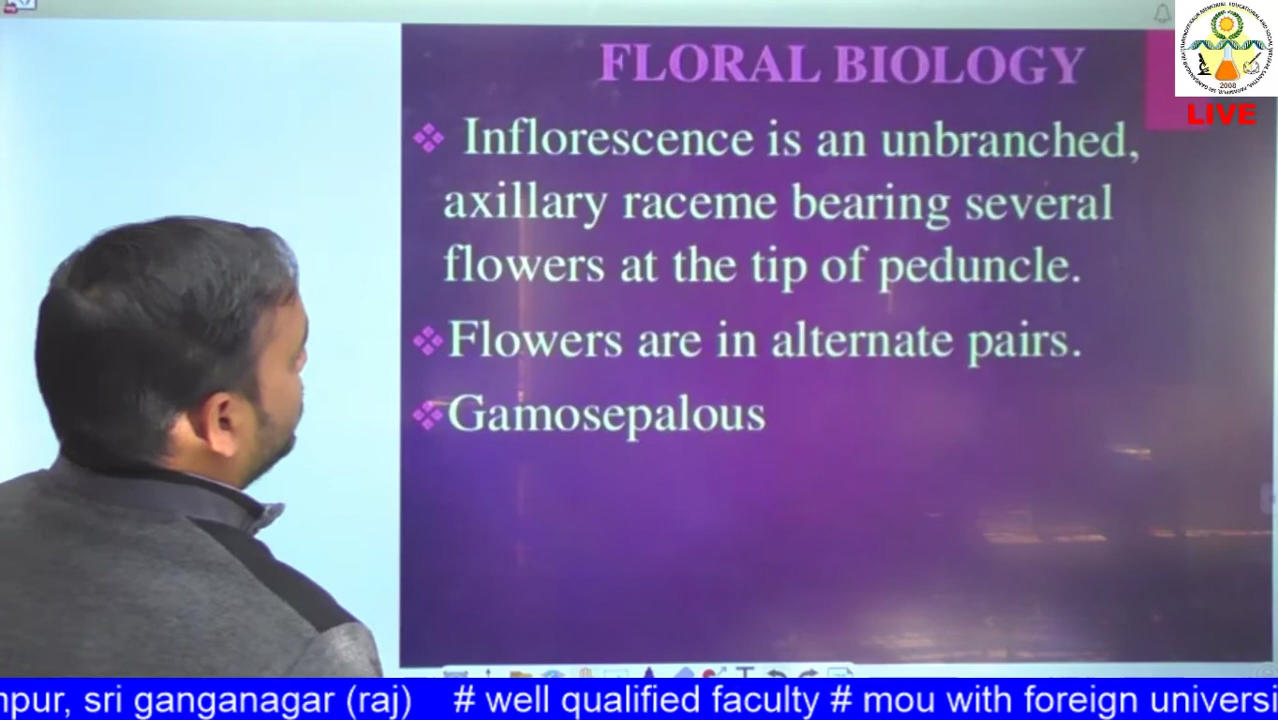 FLORAL BIOLOGY
Inflorescence is an unbranched,
axillary raceme bearing several
flowers at the tip of peduncle.
Flowers are in alternate pairs.
Gamosepalous
2008
LIVE
npur, sri ganganagar (raj) # well qualified faculty # mou with foreign universi